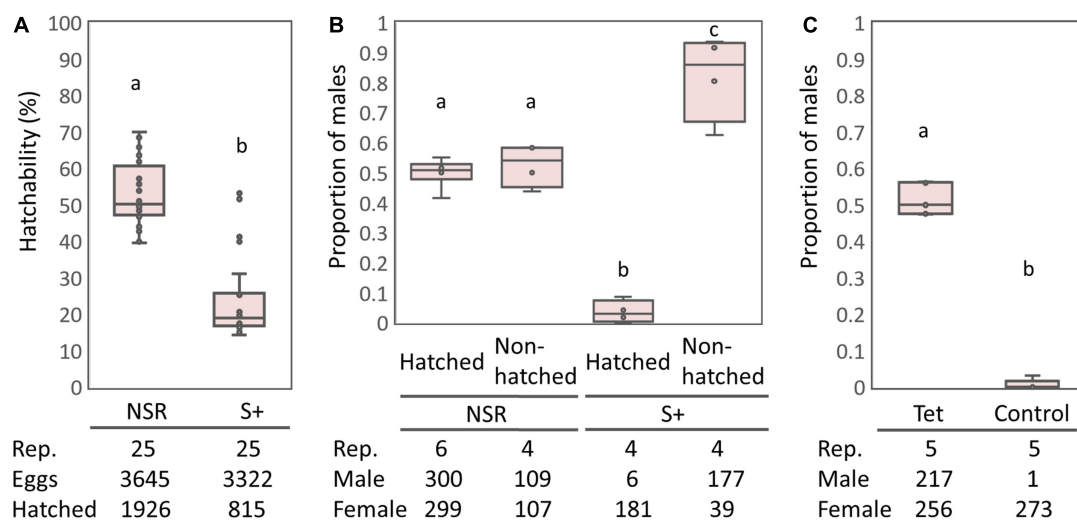 A
100
90
80
70
60
50
40
30
20
10
0
Hatchability (%)
a
b
NSR S+
Rep. 25 25
Eggs 3645 3322
Hatched 1926 815
B
1
0.9
0.8
0.7
0.6
0.5
0.4
0.3
0.2
0.1
0
Proportion of males
a
a
b
c
Hatched Non-hatched Hatched Non-hatched
NSR S+
Rep. 6 4 4 4
Male 300 109 6 177
Female 299 107 181 39
C
1
0.9
0.8
0.7
0.6
0.5
0.4
0.3
0.2
0.1
0
Proportion of males
a
b
Tet Control
Rep. 5 5
Male 217 1
Female 256 273